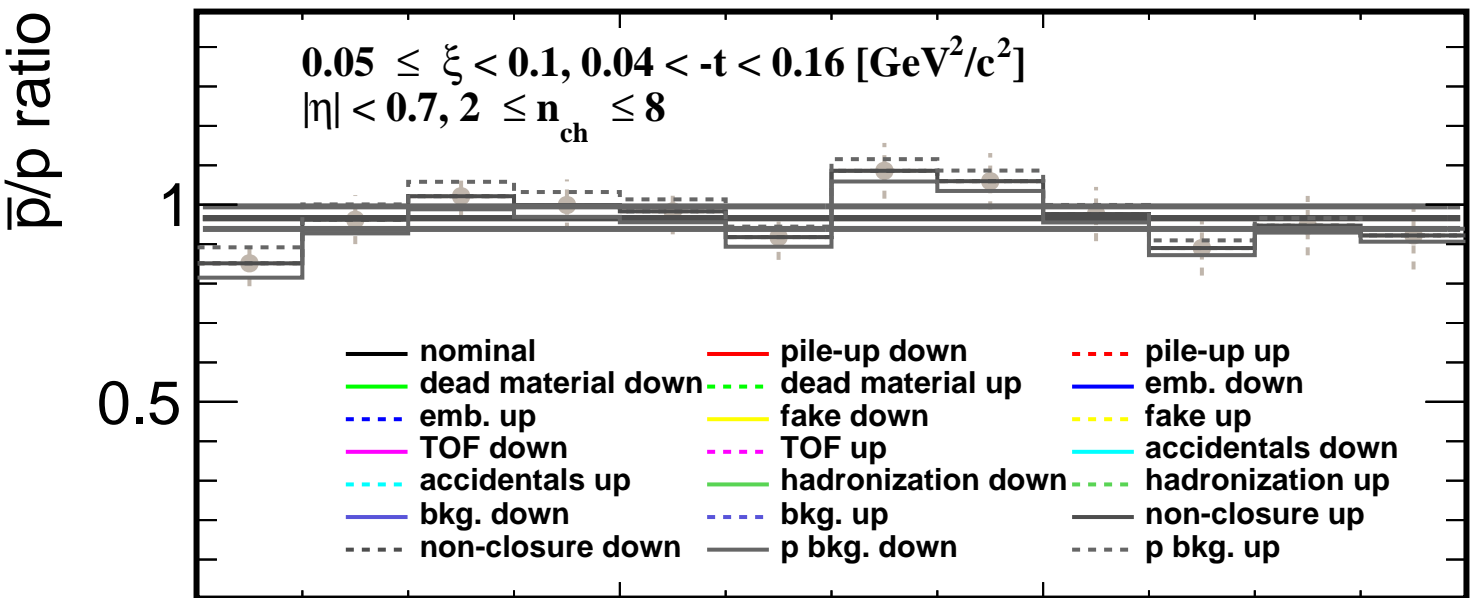 p̅/p ratio
0.05 ≤ ξ < 0.1, 0.04 < -t < 0.16 [GeV²/c²]
|η| < 0.7, 2 ≤ n_ch ≤ 8
1
0.5
nominal pile-up down pile-up up
dead material down dead material up emb. down
emb. up fake down fake up
TOF down TOF up accidentals down
accidentals up hadronization down hadronization up
bkg. down bkg. up non-closure up
non-closure down p bkg. down p bkg. up